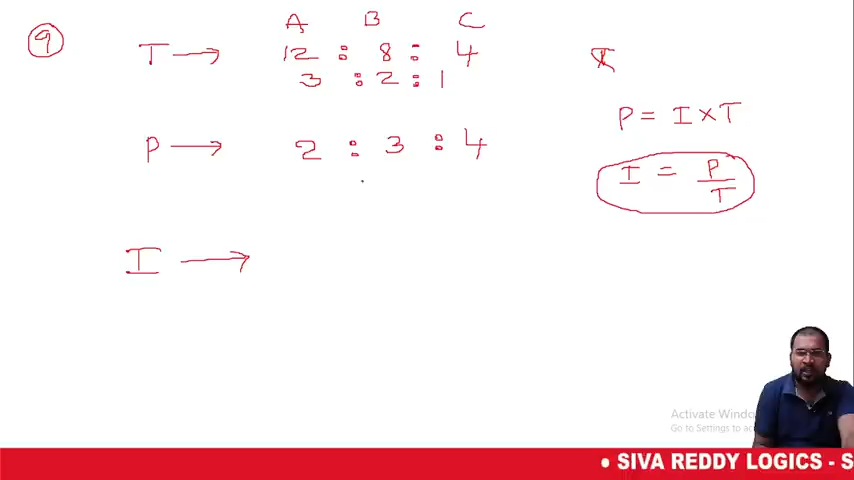 9
A B C
T → 12 : 8 : 4
3 : 2 : 1
P → 2 : 3 : 4
I →
P = I × T
I = P/T
Activate Windo
Go to Settings to ac
• SIVA REDDY LOGICS - S